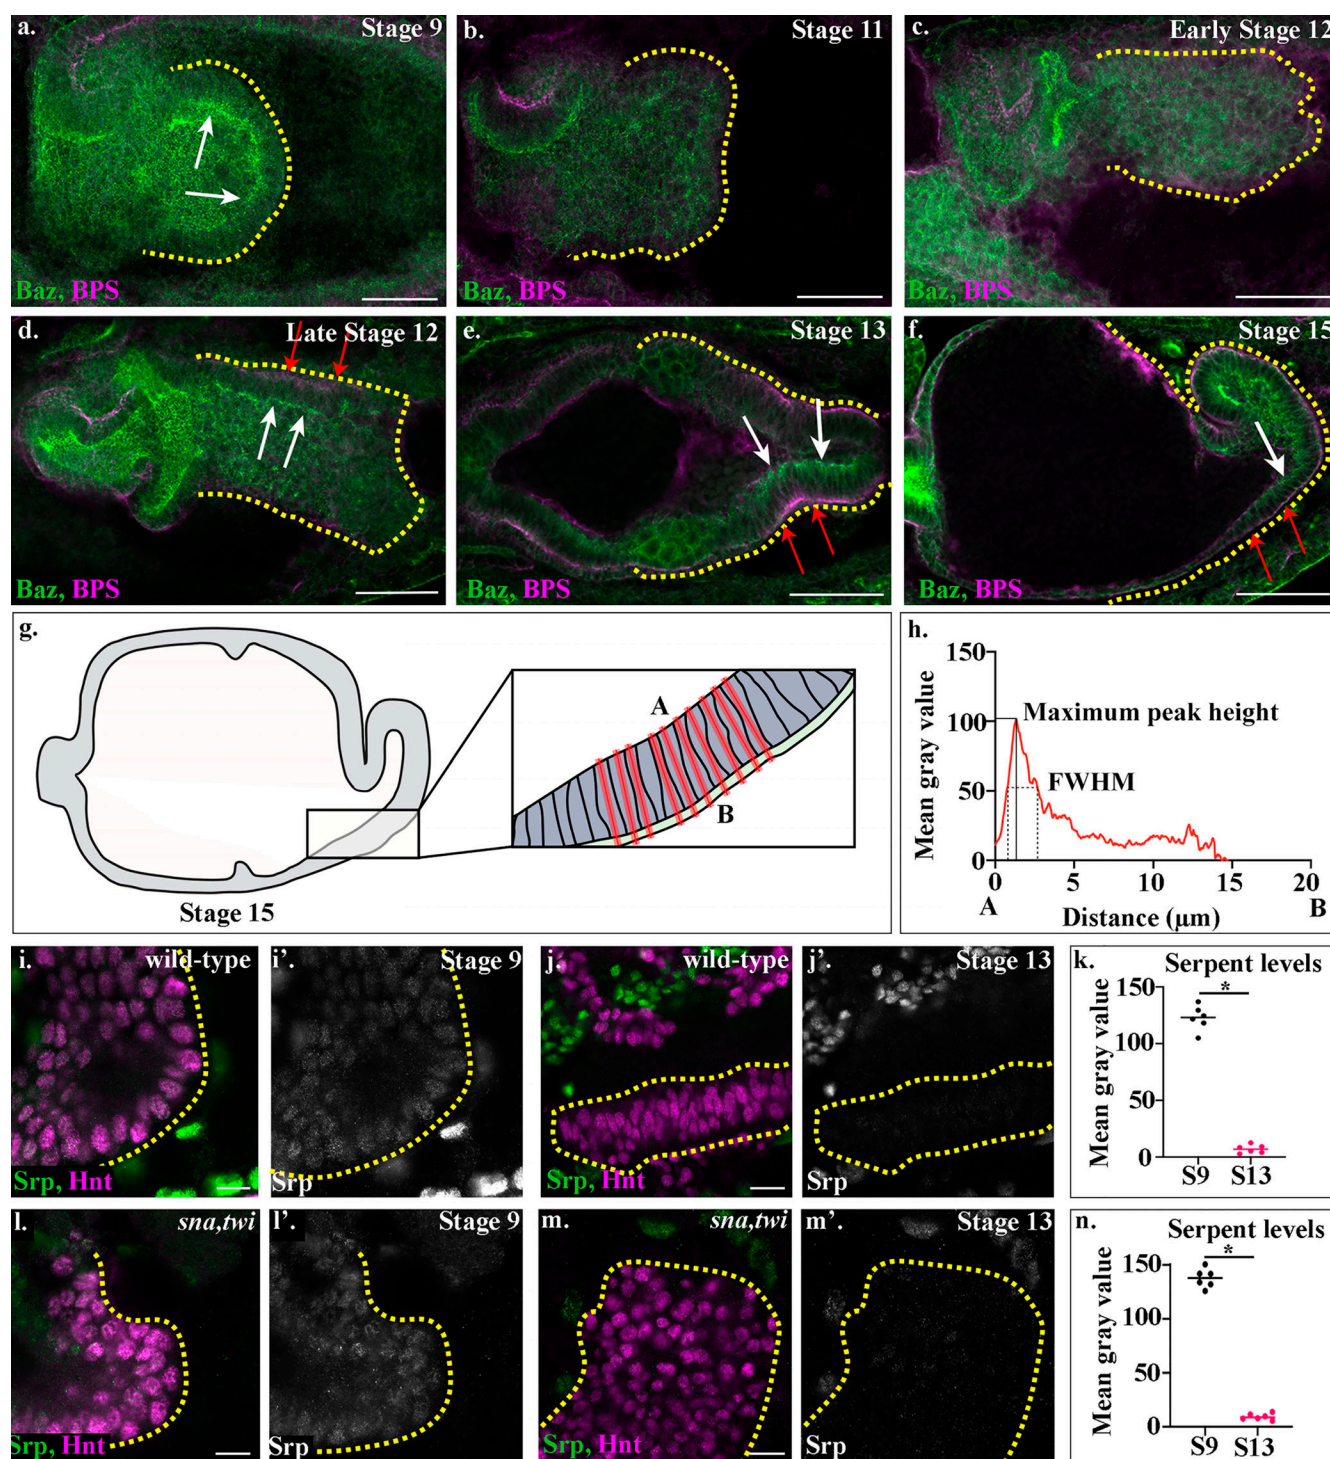 a. Stage 9
Baz, BPS
b. Stage 11
Baz, BPS
c. Early Stage 12
Baz, BPS
d. Late Stage 12
Baz, BPS
e. Stage 13
Baz, BPS
f. Stage 15
Baz, BPS
g.
A
B
Stage 15
h.
150
100
50
0
Mean gray value
Maximum peak height
FWHM
0 5 10 15 20
A Distance (μm) B
i. wild-type
Srp, Hnt
i'. Stage 9
Srp
j. wild-type
Srp, Hnt
j'. Stage 13
Srp
k. Serpent levels
*
150
100
50
0
Mean gray value
S9 S13
l. sna,twi
Srp, Hnt
l'. Stage 9
Srp
m. sna,twi
Srp, Hnt
m'. Stage 13
Srp
n. Serpent levels
*
150
100
50
0
Mean gray value
S9 S13